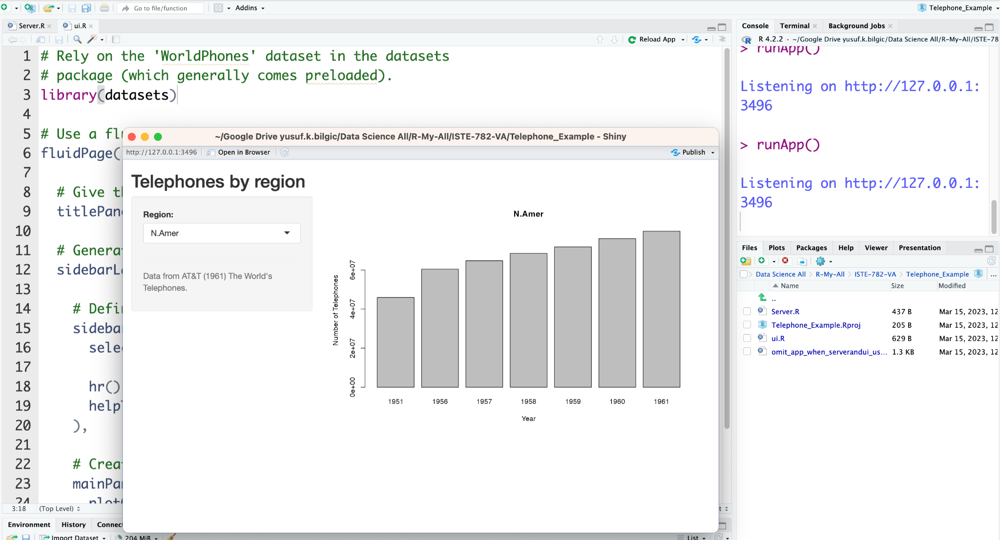 Go to file/function
Addins
Telephone_Example
Server.R
ui.R
Reload App
1 # Rely on the 'WorldPhones' dataset in the datasets
2 # package (which generally comes preloaded).
3 library(datasets)
4
5 # Use a fl
6 fluidPage(
7
8 # Give t
9 titlePan
10
11 # Genera
12 sidebarL
13
14 # Defi
15 sideba
16 sele
17
18 hr()
19 help
20 ),
21
22 # Crea
23 mainPa
24 plot
3:18 (Top Level)
Environment History Connec
Import Dataset 204 MiB
List
~/Google Drive yusuf.k.bilgic/Data Science All/R-My-All/ISTE-782-VA/Telephone_Example - Shiny
http://127.0.0.1:3496 Open in Browser Publish
Telephones by region
Region:
N.Amer
Data from AT&T (1961) The World's
Telephones.
N.Amer
Number of Telephones
0e+00 2e+07 4e+07 6e+07
1951 1956 1957 1958 1959 1960 1961
Year
Console Terminal Background Jobs
R 4.2.2 · ~/Google Drive yusuf.k.bilgic/Data Science All/R-My-All/ISTE-78
> runApp()
Listening on http://127.0.0.1:
3496
> runApp()
Listening on http://127.0.0.1:
3496
Files Plots Packages Help Viewer Presentation
Data Science All R-My-All ISTE-782-VA Telephone_Example ...
Name Size Modified
..
Server.R 437 B Mar 15, 2023, 12
Telephone_Example.Rproj 205 B Mar 15, 2023, 12
ui.R 629 B Mar 15, 2023, 12
omit_app_when_serverandui_us... 1.3 KB Mar 15, 2023, 12